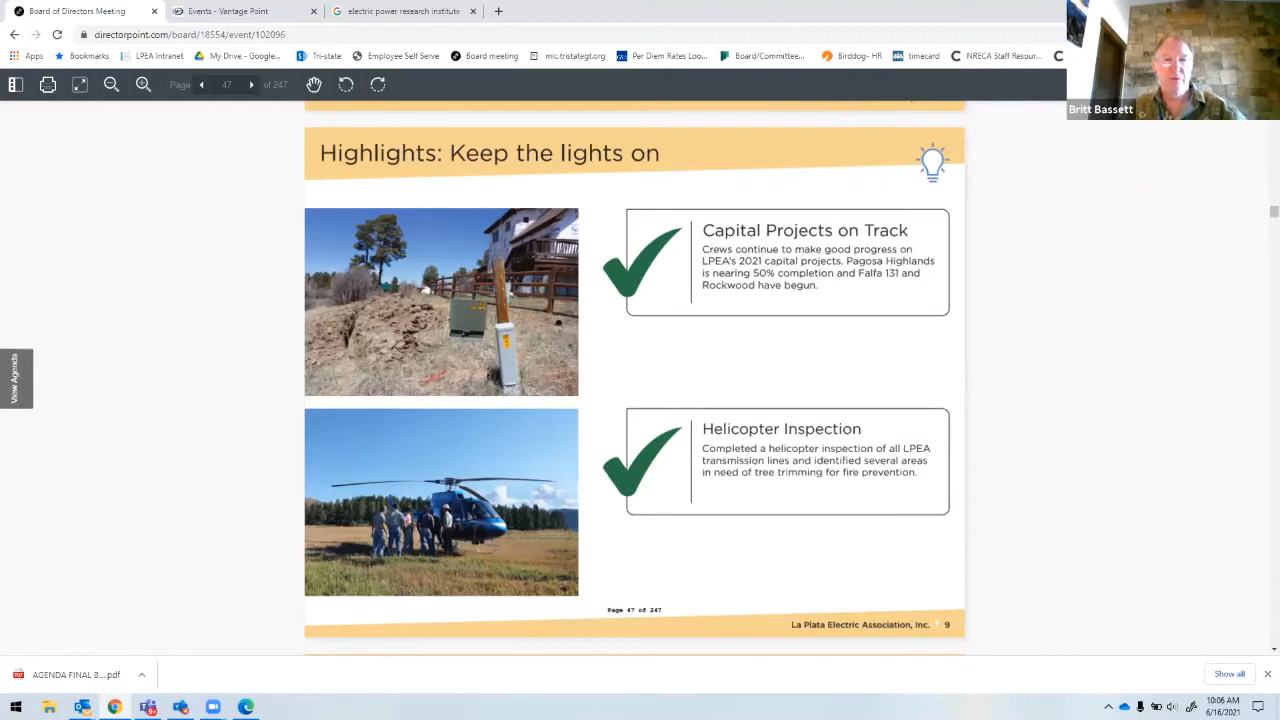 Board of Directors Meeting
Events - Vantage Point
electric power research institute
directorpoint.com/board/18554/event/102096
Apps
Bookmarks
LPEA Intranet
My Drive - Google...
Tri-state
Employee Self Serve
Board meeting
mic.tristategt.org
Per Diem Rates Loo...
Board/Committee...
Birddog- HR
timecard
NRECA Staff Resour...
Page 47 of 247
Britt Bassett
View Agenda
Highlights: Keep the lights on
Capital Projects on Track
Crews continue to make good progress on
LPEA's 2021 capital projects. Pagosa Highlands
is nearing 50% completion and Falfa 131 and
Rockwood have begun.
Helicopter Inspection
Completed a helicopter inspection of all LPEA
transmission lines and identified several areas
in need of tree trimming for fire prevention.
Page 47 of 247
La Plata Electric Association, Inc. 9
AGENDA FINAL B....pdf
Show all
10:06 AM
6/16/2021